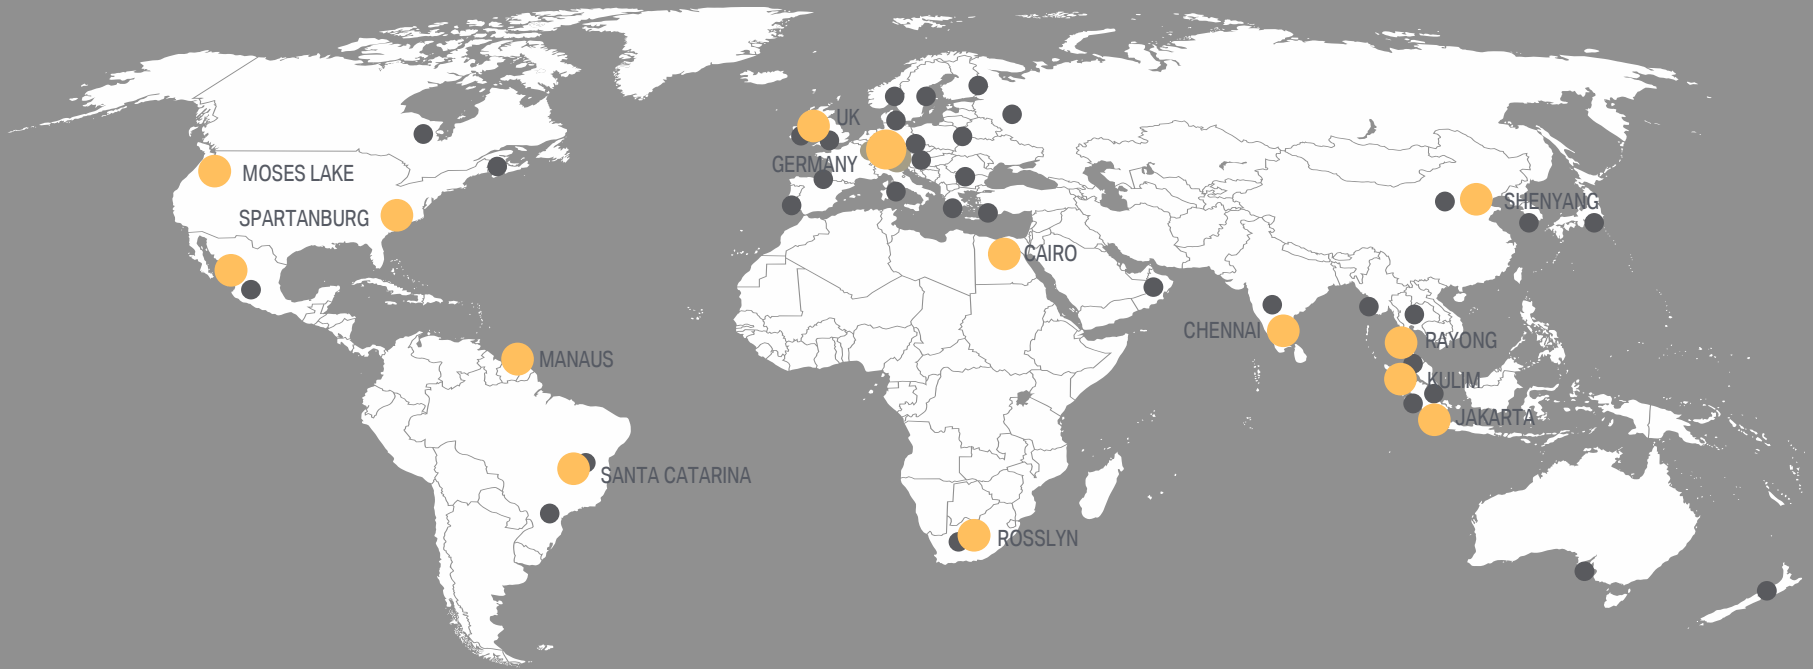 UK
GERMANY
MOSES LAKE
SPARTANBURG
SHENYANG
CAIRO
CHENNAI
RAYONG
MANAUS
KULIM
JAKARTA
SANTA CATARINA
ROSSLYN